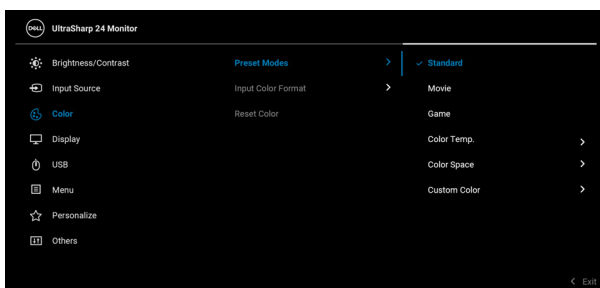 DELL UltraSharp 24 Monitor
Brightness/Contrast
Input Source
Color
Display
USB
Menu
Personalize
Others
Preset Modes
Input Color Format
Reset Color
Standard
Movie
Game
Color Temp.
Color Space
Custom Color
Exit